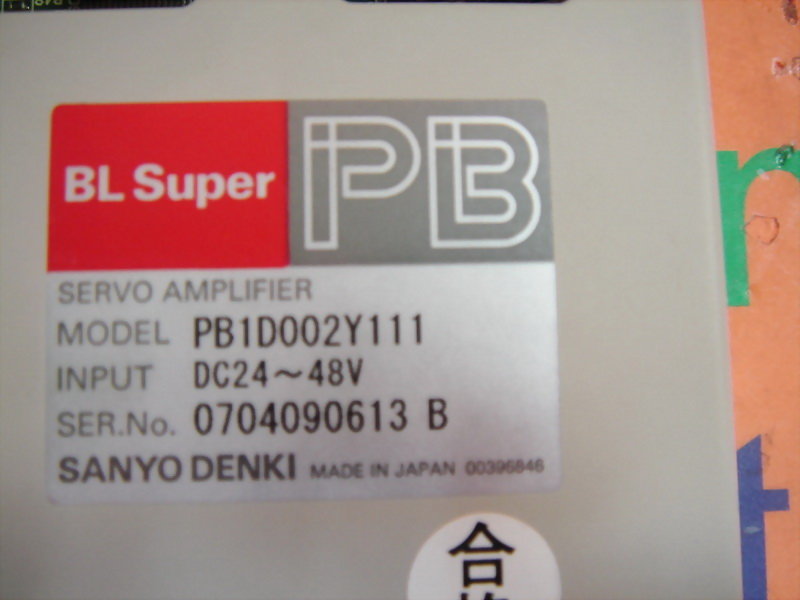 BL Super
PB
SERVO AMPLIFIER
MODEL PB1D002Y111
INPUT DC24~48V
SER.No. 0704090613 B
SANYO DENKI MADE IN JAPAN 00396846
合